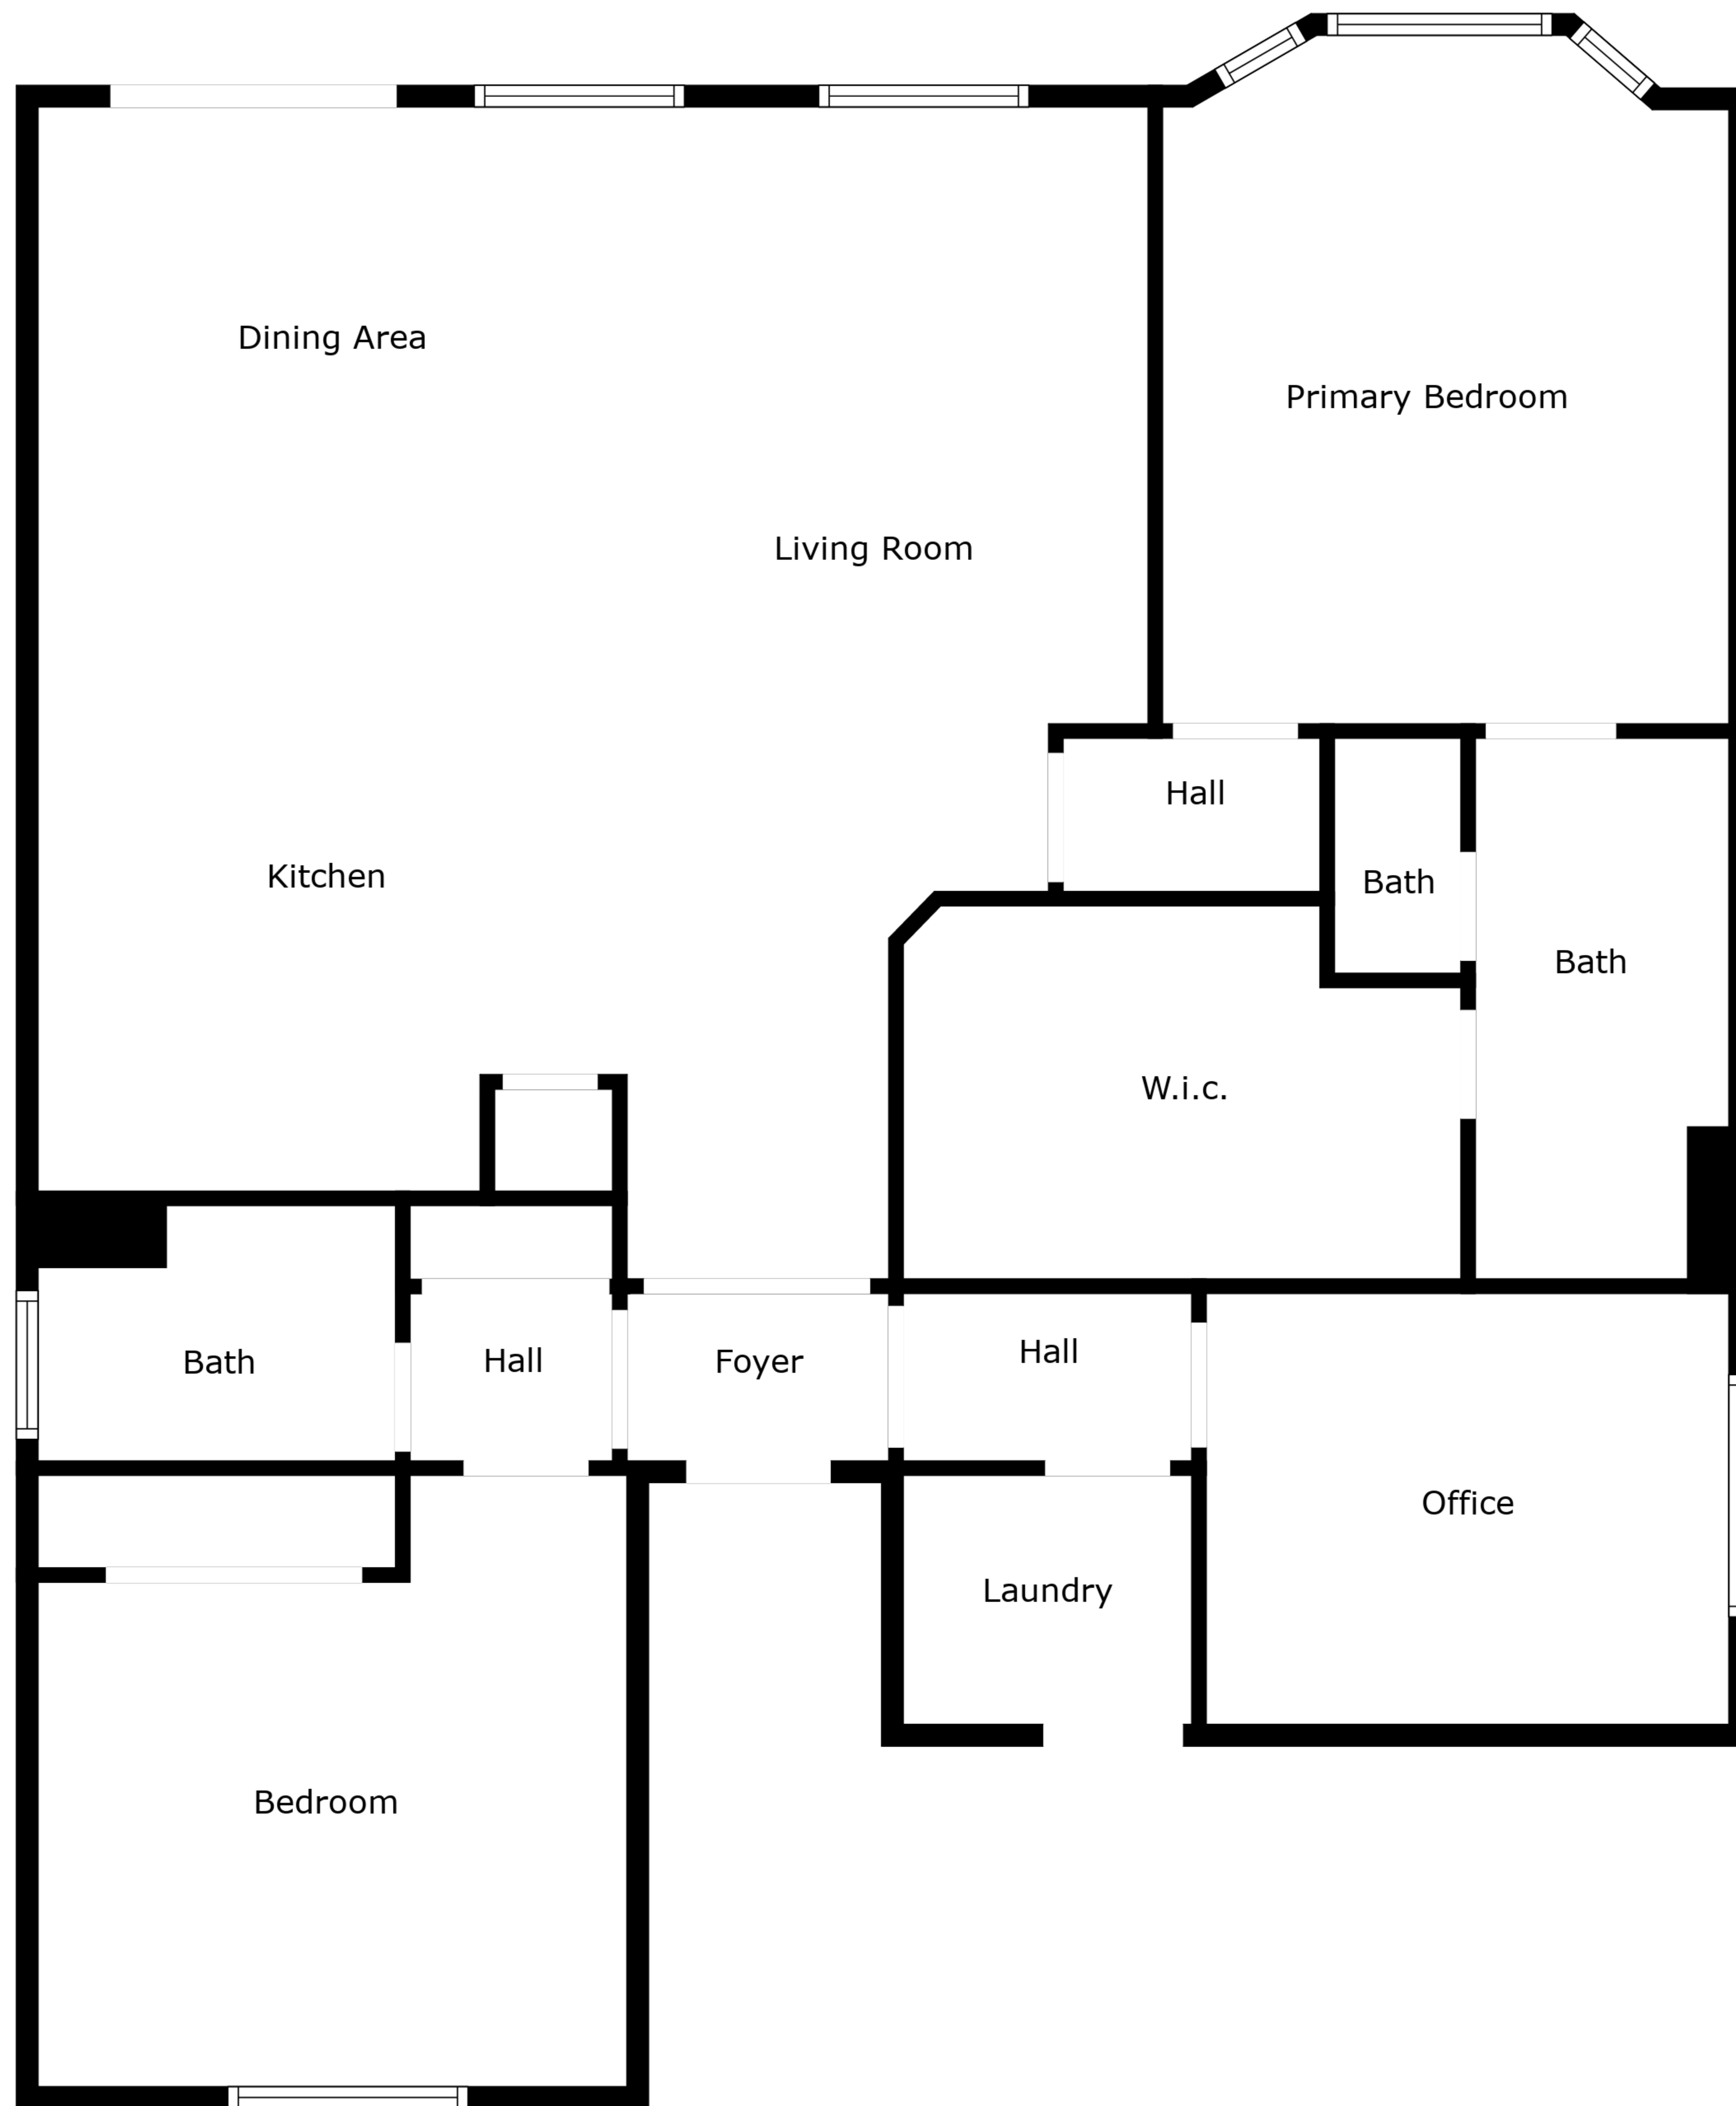 Dining Area
Primary Bedroom
Living Room
Hall
Kitchen
Bath
Bath
W.i.c.
Bath
Hall
Foyer
Hall
Office
Laundry
Bedroom